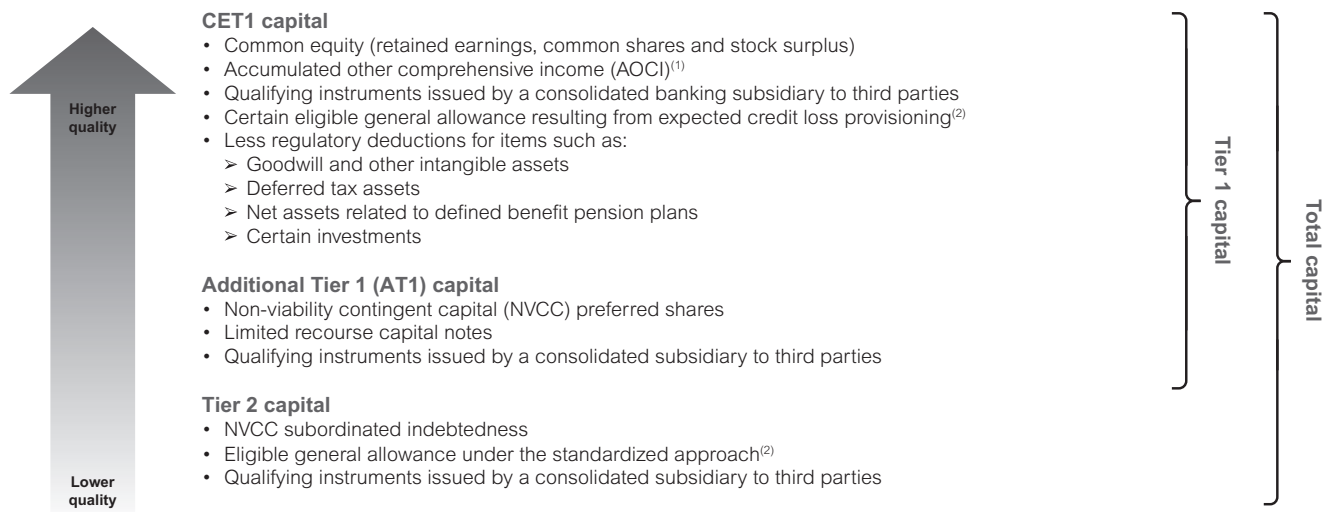 CET1 capital
• Common equity (retained earnings, common shares and stock surplus)
• Accumulated other comprehensive income (AOCI)(1)
• Qualifying instruments issued by a consolidated banking subsidiary to third parties
• Certain eligible general allowance resulting from expected credit loss provisioning(2)
• Less regulatory deductions for items such as:
➢ Goodwill and other intangible assets
➢ Deferred tax assets
➢ Net assets related to defined benefit pension plans
➢ Certain investments
Additional Tier 1 (AT1) capital
• Non-viability contingent capital (NVCC) preferred shares
• Limited recourse capital notes
• Qualifying instruments issued by a consolidated subsidiary to third parties
Tier 2 capital
• NVCC subordinated indebtedness
• Eligible general allowance under the standardized approach(2)
• Qualifying instruments issued by a consolidated subsidiary to third parties
Higher
quality
Lower
quality
Tier 1 capital
Total capital